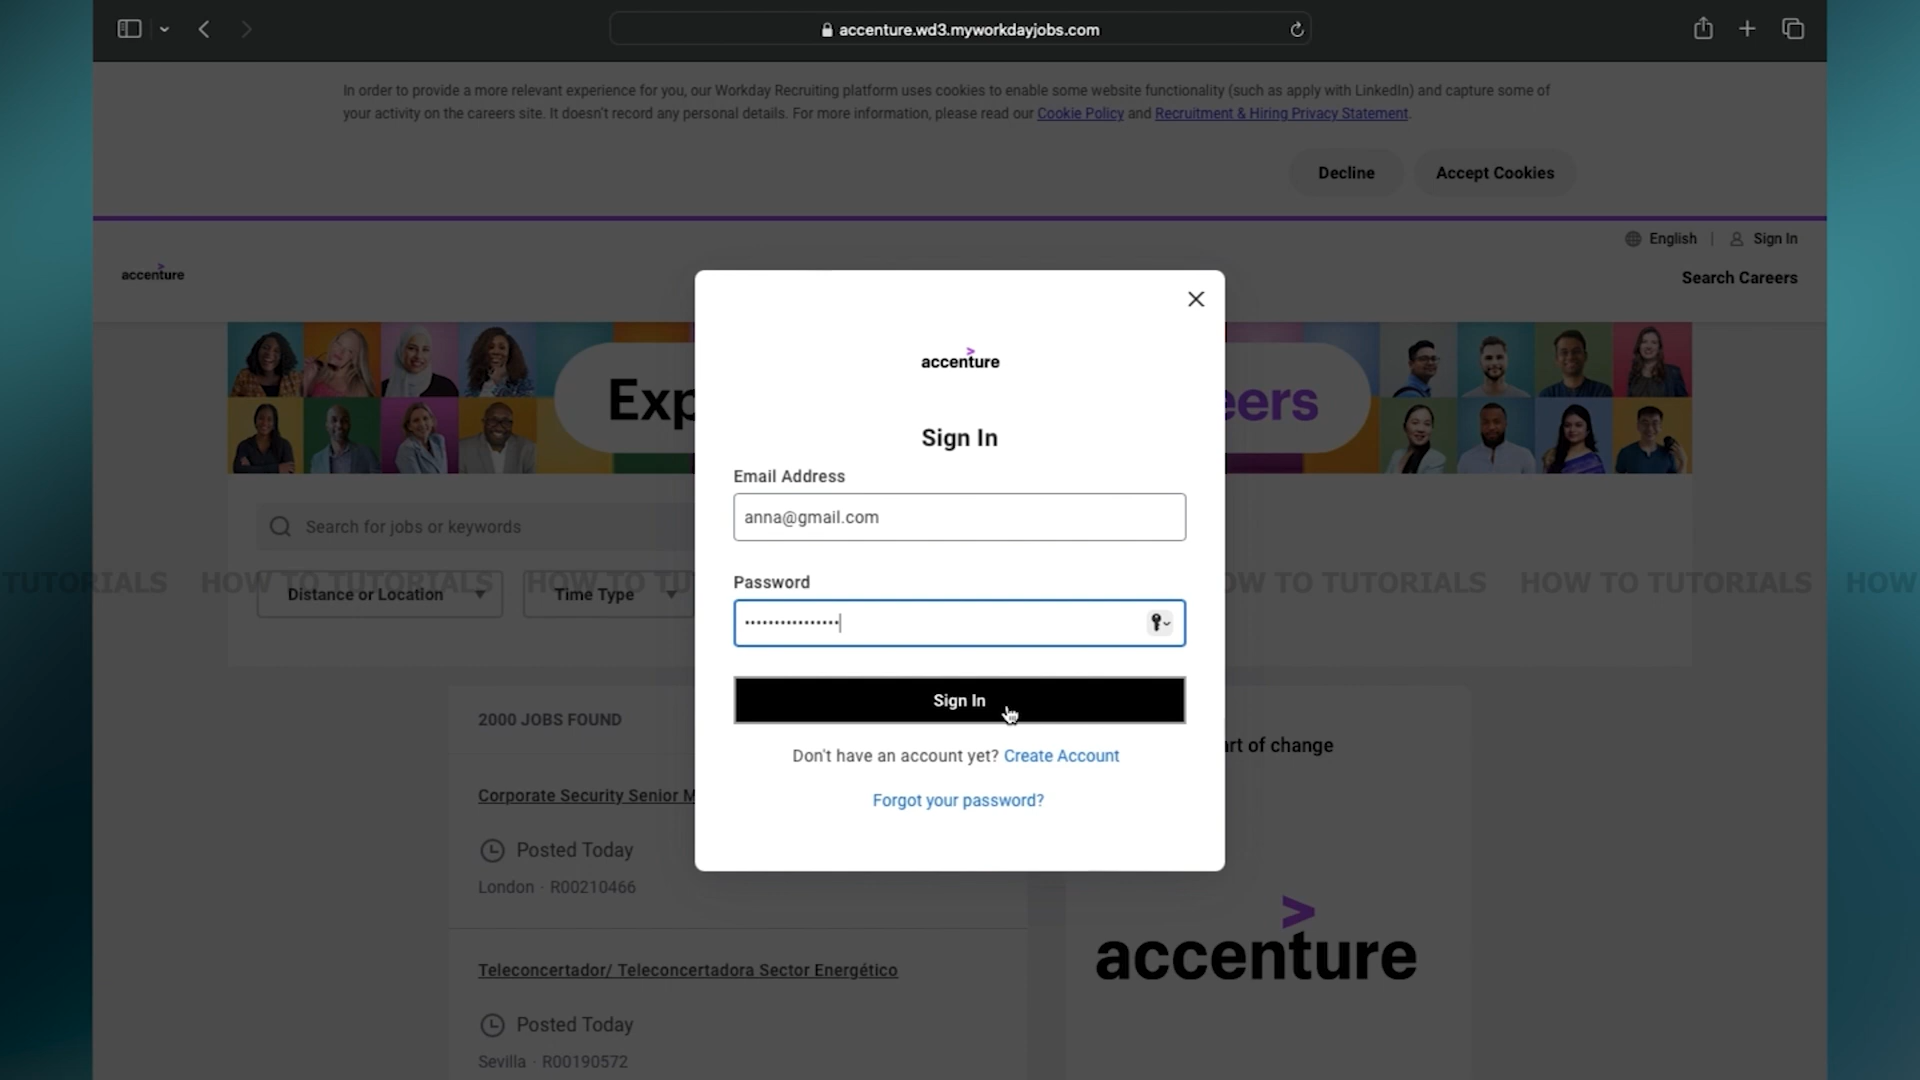 accenture.wd3.myworkdayjobs.com
In order to provide a more relevant experience for you, our Workday Recruiting platform uses cookies to enable some website functionality (such as apply with LinkedIn) and capture some of
your activity on the careers site. It doesn't record any personal details. For more information, please read our Cookie Policy and Recruitment & Hiring Privacy Statement.
Decline
Accept Cookies
English | Sign In
accenture
Search Careers
accenture
Exp
eers
Sign In
Email Address
anna@gmail.com
Search for jobs or keywords
Password
TUTORIALS HOW TO TUTORIALS HOW TO TU OW TO TUTORIALS HOW TO TUTORIALS HOW
Distance or Location
Time Type
••••••••••••••••
Sign In
2000 JOBS FOUND
Don't have an account yet? Create Account
rt of change
Forgot your password?
Corporate Security Senior M
Posted Today
London · R00210466
accenture
Teleconcertador/ Teleconcertadora Sector Energético
Posted Today
Sevilla · R00190572